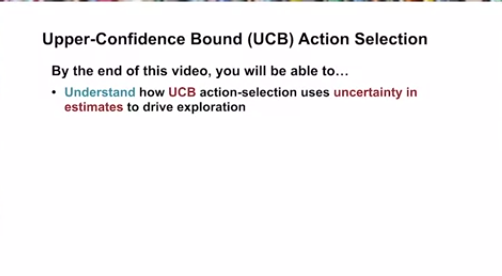 Upper-Confidence Bound (UCB) Action Selection
By the end of this video, you will be able to...
• Understand how UCB action-selection uses uncertainty in
estimates to drive exploration